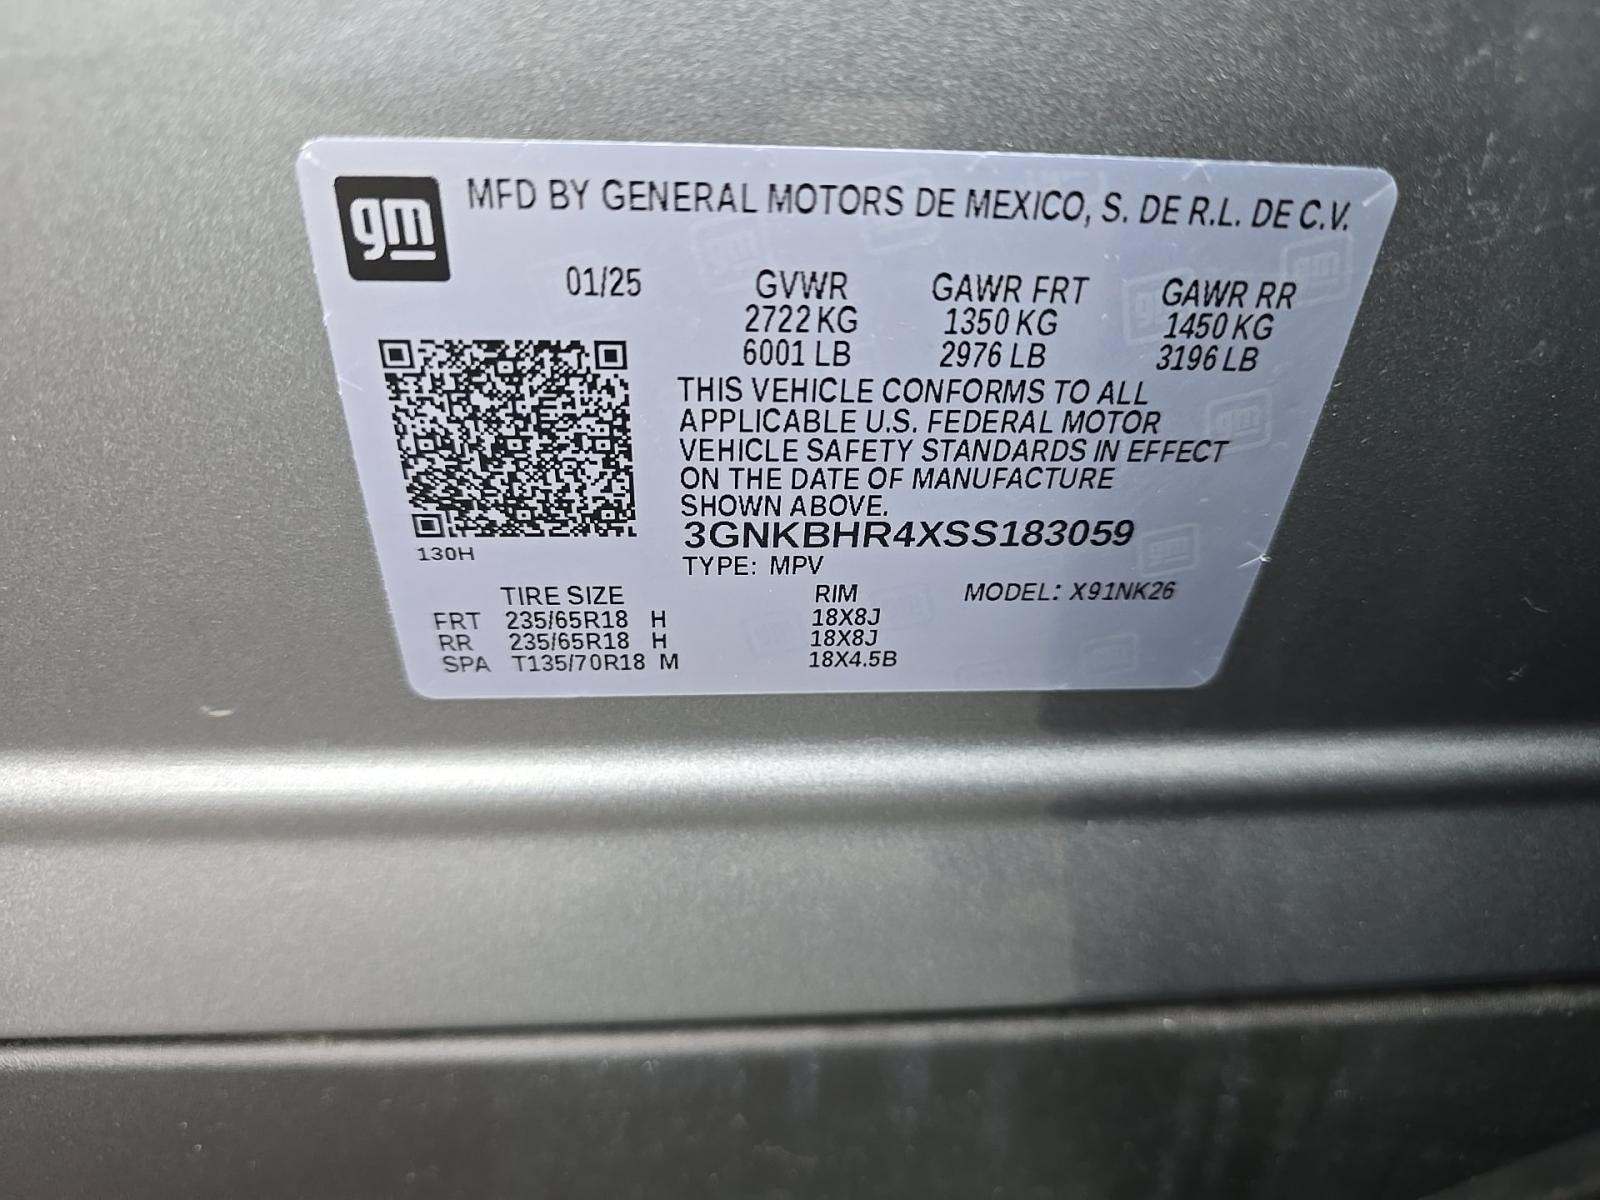 gm
MFD BY GENERAL MOTORS DE MEXICO, S. DE R.L. DE C.V.
01/25 GVWR GAWR FRT GAWR RR
2722 KG 1350 KG 1450 KG
6001 LB 2976 LB 3196 LB
THIS VEHICLE CONFORMS TO ALL
APPLICABLE U.S. FEDERAL MOTOR
VEHICLE SAFETY STANDARDS IN EFFECT
ON THE DATE OF MANUFACTURE
SHOWN ABOVE.
3GNKBHR4XSS183059
130H
TYPE: MPV
TIRE SIZE RIM MODEL: X91NK26
FRT 235/65R18 H 18X8J
RR 235/65R18 H 18X8J
SPA T135/70R18 M 18X4.5B